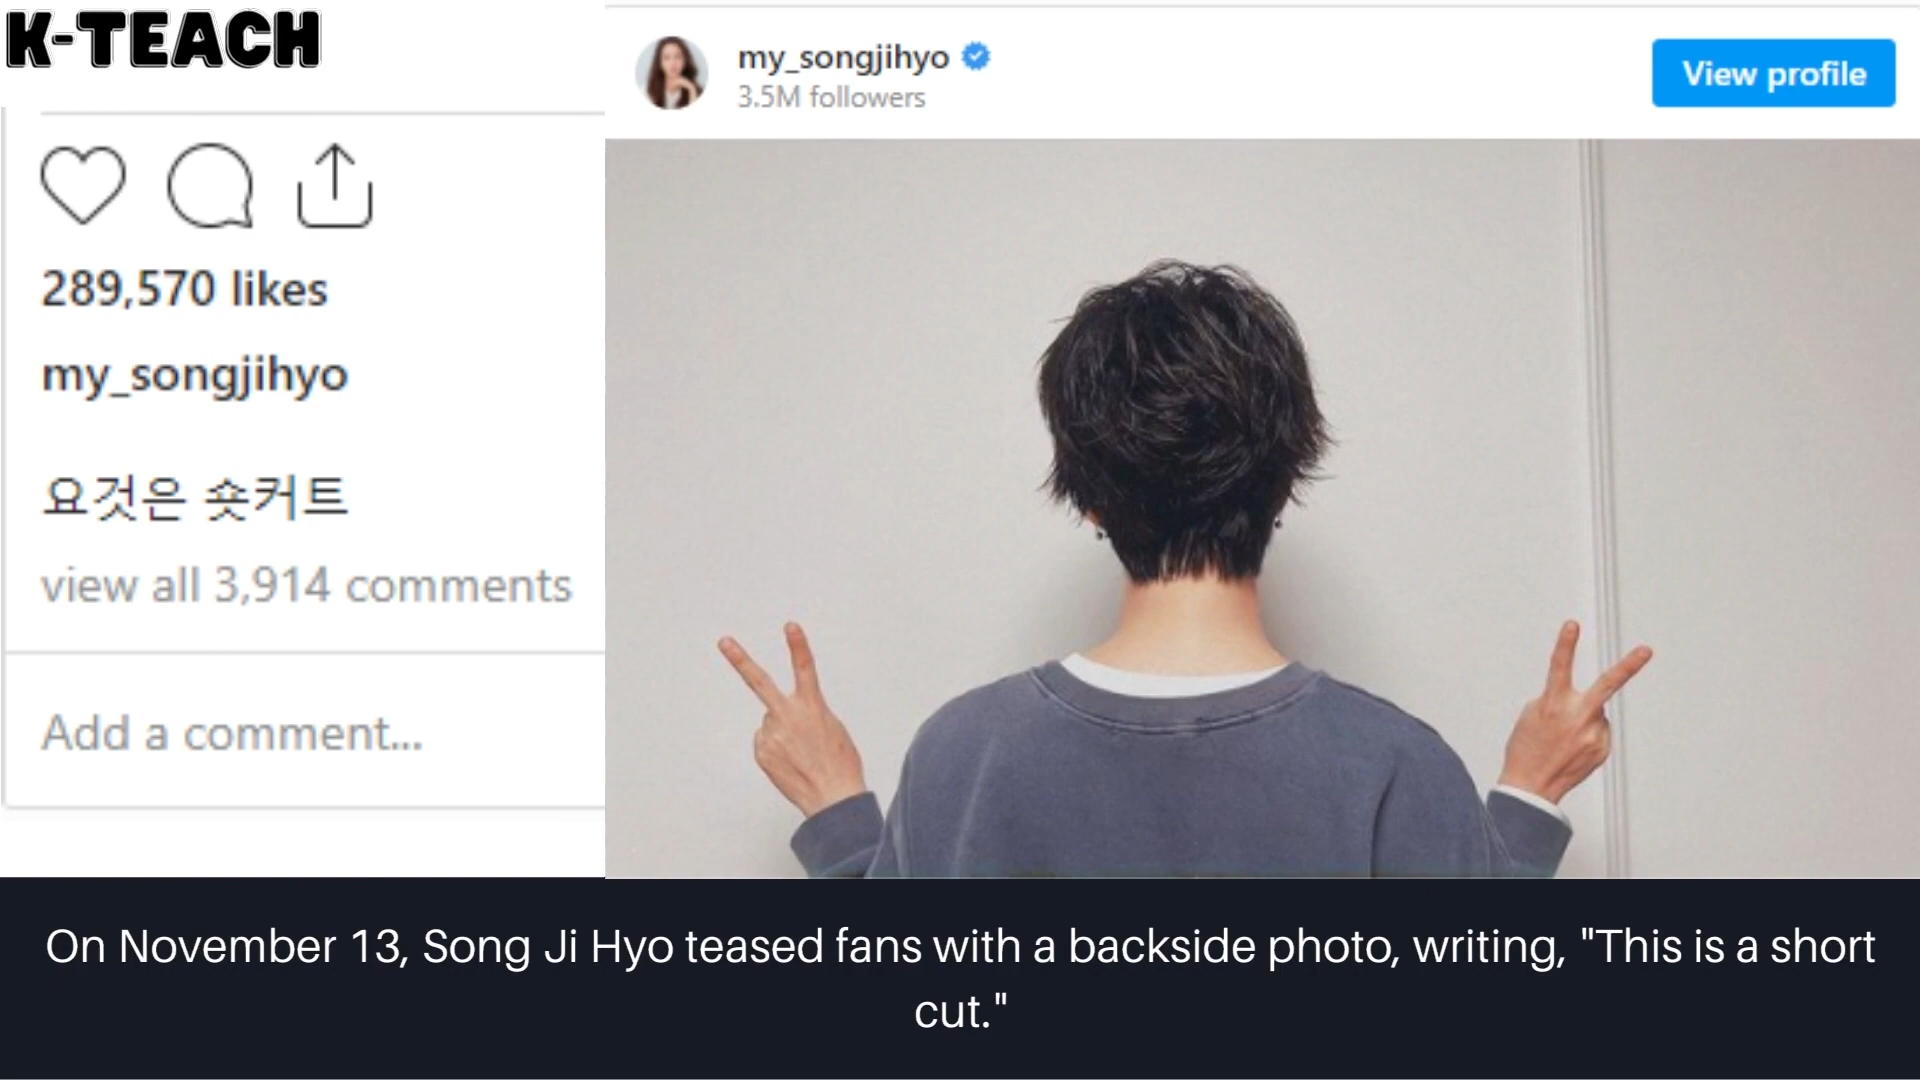 K-TEACH
my_songjihyo
3.5M followers
View profile
289,570 likes
my_songjihyo
요것은 숏커트
view all 3,914 comments
Add a comment...
On November 13, Song Ji Hyo teased fans with a backside photo, writing, "This is a short
cut."